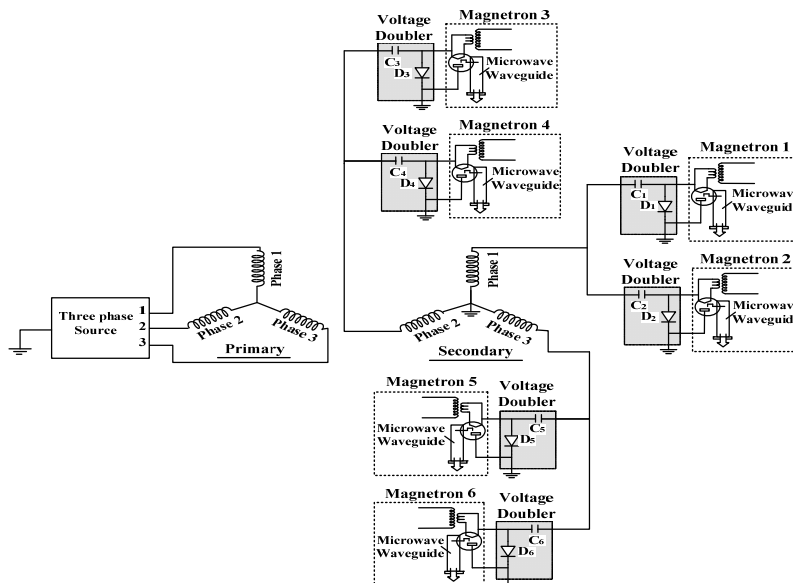 Voltage
Doubler
C3
D3
Magnetron 3
Microwave
Waveguide
Voltage
Doubler
C4
D4
Magnetron 4
Microwave
Waveguide
Voltage
Doubler
C1
D1
Magnetron 1
Microwave
Waveguide
Voltage
Doubler
C2
D2
Magnetron 2
Microwave
Waveguide
Three phase
Source
1
2
3
Phase 1
Phase 2
Phase 3
Primary
Phase 1
Phase 2
Phase 3
Secondary
Magnetron 5
Microwave
Waveguide
Voltage
Doubler
C5
D5
Magnetron 6
Microwave
Waveguide
Voltage
Doubler
C6
D6